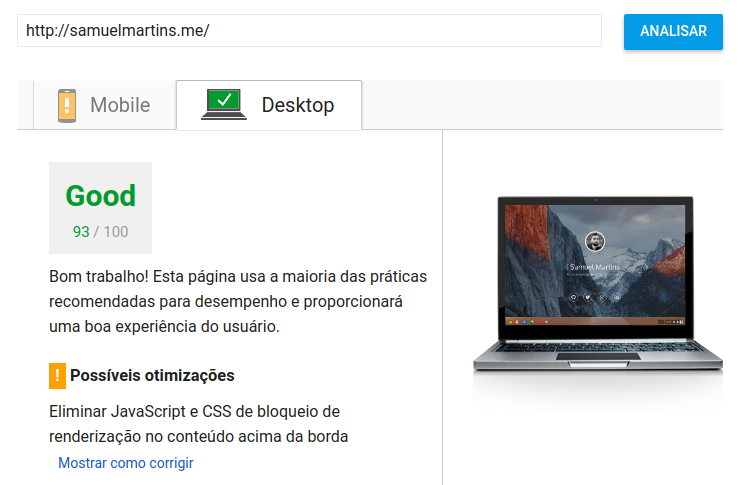 http://samuelmartins.me/
ANALISAR
Mobile
Desktop
Good
93 / 100
Bom trabalho! Esta página usa a maioria das práticas
recomendadas para desempenho e proporcionará
uma boa experiência do usuário.
Samuel Martins
! Possíveis otimizações
Eliminar JavaScript e CSS de bloqueio de
renderização no conteúdo acima da borda
Mostrar como corrigir